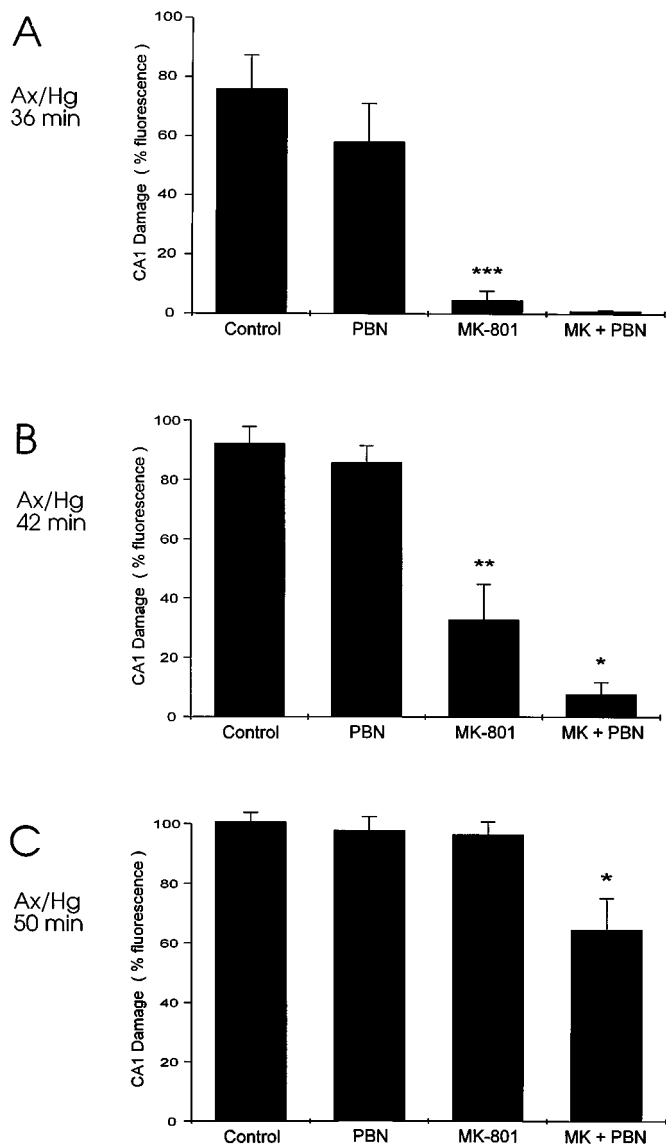 A
Ax/Hg
36 min
CA1 Damage ( % fluorescence )
100
80
60
40
20
0
***
Control PBN MK-801 MK + PBN
B
Ax/Hg
42 min
CA1 Damage ( % fluorescence )
100
80
60
40
20
0
**
*
Control PBN MK-801 MK + PBN
C
Ax/Hg
50 min
CA1 Damage ( % fluorescence )
100
80
60
40
20
0
*
Control PBN MK-801 MK + PBN